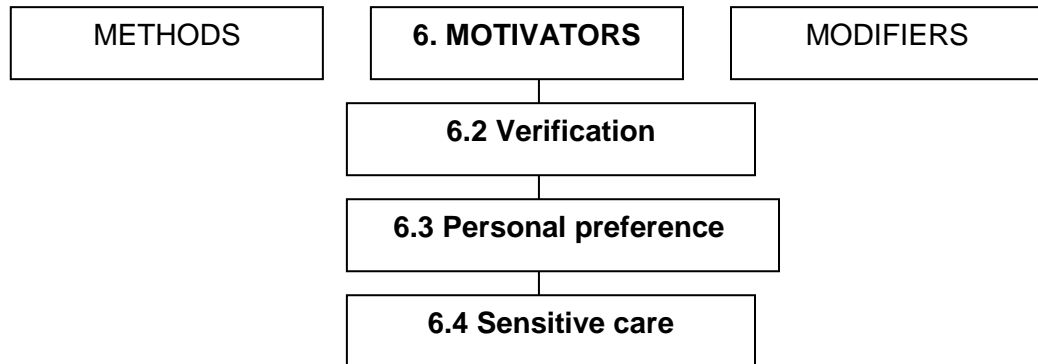 METHODS
6. MOTIVATORS
MODIFIERS
6.2 Verification
6.3 Personal preference
6.4 Sensitive care